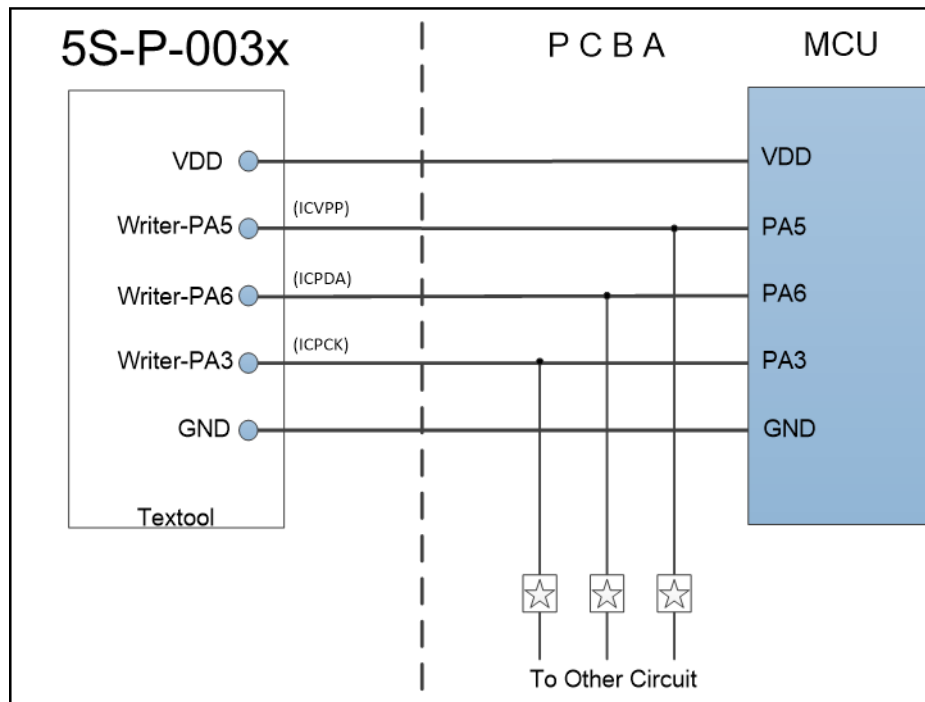 5S-P-003x
P C B A
MCU
VDD
VDD
Writer-PA5
(ICVPP)
PA5
Writer-PA6
(ICPDA)
PA6
Writer-PA3
(ICPCK)
PA3
GND
GND
Textool
To Other Circuit